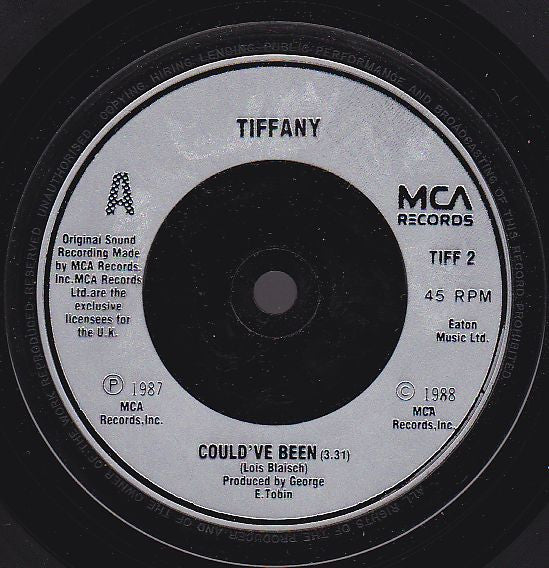 TIFFANY
A
MCA
RECORDS
Original Sound
Recording Made
by MCA Records
Inc.MCA Records
Ltd.are the
exclusive
licensees for
the U.k.
TIFF 2
45 RPM
Eaton
Music Ltd.
Ⓟ 1987
MCA
Records,Inc.
© 1988
MCA
Records,Inc.
COULD'VE BEEN (3.31)
(Lois Blaisch)
Produced by George
E.Tobin
ALL RIGHTS OF THE PRODUCER AND OF THE OWNER OF THE WORK REPRODUCED RESERVED UNAUTHORISED COPYING HIRING LENDING PUBLIC PERFORMANCE AND BROADCASTING OF THIS RECORD PROHIBITED